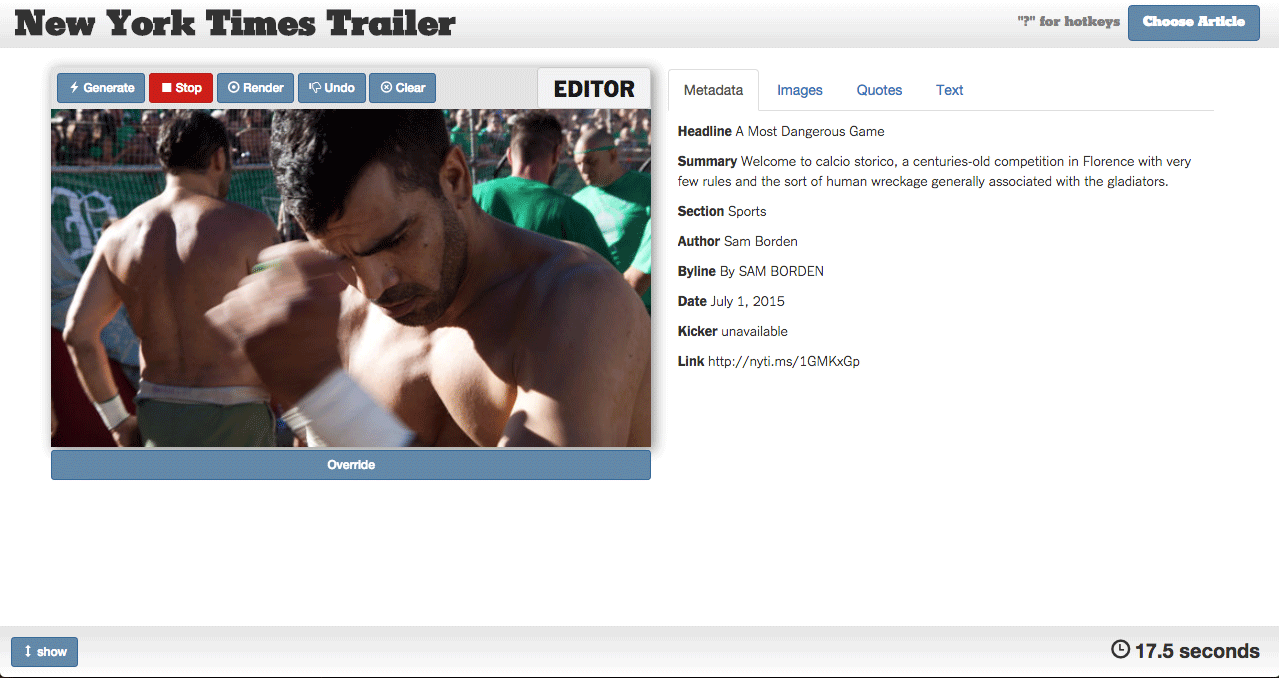 New York Times Trailer
"?" for hotkeys
Choose Article
Generate
Stop
Render
Undo
Clear
EDITOR
Metadata
Images
Quotes
Text
Headline A Most Dangerous Game
Summary Welcome to calcio storico, a centuries-old competition in Florence with very
few rules and the sort of human wreckage generally associated with the gladiators.
Section Sports
Author Sam Borden
Byline By SAM BORDEN
Date July 1, 2015
Kicker unavailable
Link http://nyti.ms/1GMKxGp
P
Override
show
17.5 seconds